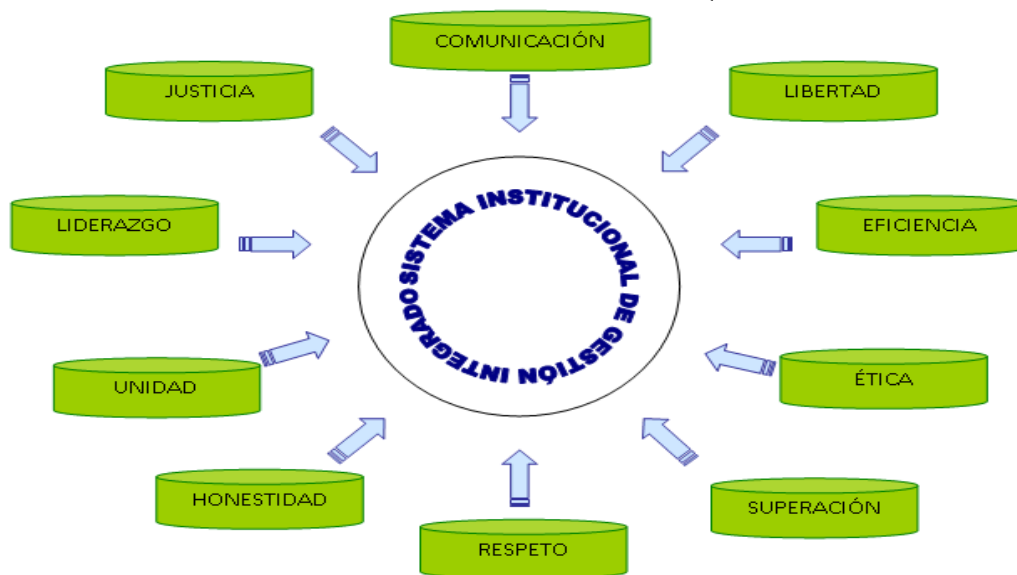 COMUNICACIÓN
JUSTICIA
LIBERTAD
LIDERAZGO
EFICIENCIA
SISTEMA INSTITUCIONAL DE GESTIÓN INTEGRADO
UNIDAD
ÉTICA
HONESTIDAD
SUPERACIÓN
RESPETO